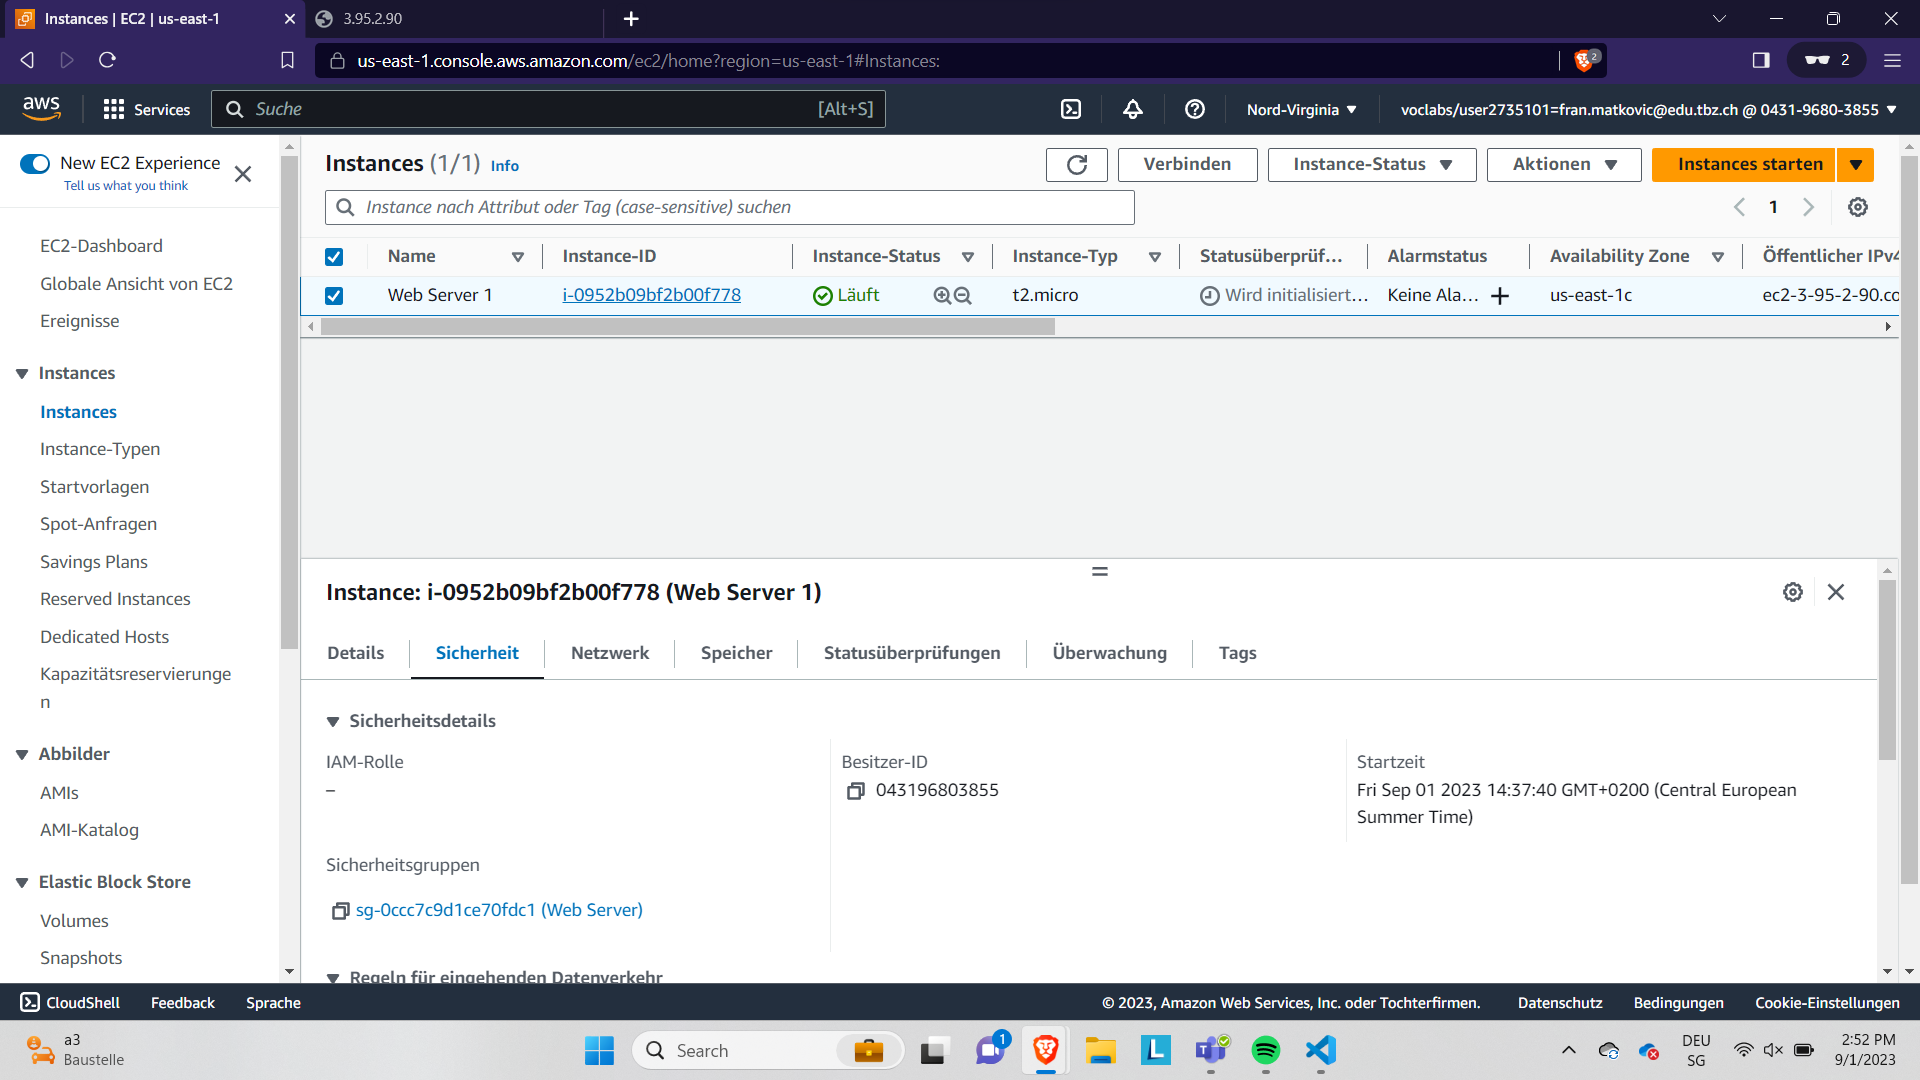 Instances | EC2 | us-east-1
3.95.2.90
us-east-1.console.aws.amazon.com/ec2/home?region=us-east-1#Instances:
2
2
aws
Services
Suche
[Alt+S]
Nord-Virginia
voclabs/user2735101=fran.matkovic@edu.tbz.ch @ 0431-9680-3855
New EC2 Experience
Tell us what you think
EC2-Dashboard
Globale Ansicht von EC2
Ereignisse
Instances
Instances
Instance-Typen
Startvorlagen
Spot-Anfragen
Savings Plans
Reserved Instances
Dedicated Hosts
Kapazitätsreservierunge
n
Abbilder
AMIs
AMI-Katalog
Elastic Block Store
Volumes
Snapshots
Instances (1/1) Info
Verbinden
Instance-Status
Aktionen
Instances starten
Instance nach Attribut oder Tag (case-sensitive) suchen
1
Name
Instance-ID
Instance-Status
Instance-Typ
Statusüberprüf...
Alarmstatus
Availability Zone
Öffentlicher IPv4
Web Server 1
i-0952b09bf2b00f778
Läuft
t2.micro
Wird initialisiert...
Keine Ala...
us-east-1c
ec2-3-95-2-90.co
Instance: i-0952b09bf2b00f778 (Web Server 1)
Details
Sicherheit
Netzwerk
Speicher
Statusüberprüfungen
Überwachung
Tags
Sicherheitsdetails
IAM-Rolle
–
Besitzer-ID
043196803855
Startzeit
Fri Sep 01 2023 14:37:40 GMT+0200 (Central European
Summer Time)
Sicherheitsgruppen
sg-0ccc7c9d1ce70fdc1 (Web Server)
Regeln für eingehenden Datenverkehr
CloudShell
Feedback
Sprache
© 2023, Amazon Web Services, Inc. oder Tochterfirmen.
Datenschutz
Bedingungen
Cookie-Einstellungen
a3
Baustelle
Search
1
L
DEU
SG
2:52 PM
9/1/2023